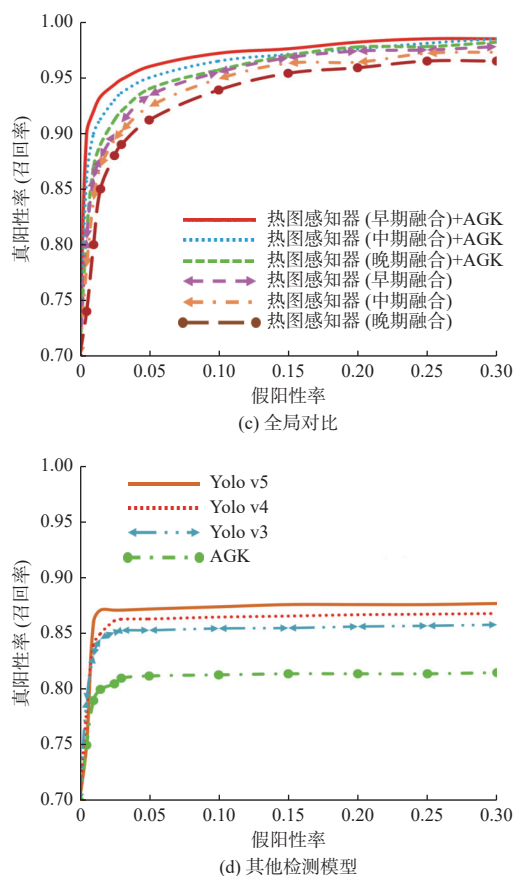 1.00
0.95
0.90
0.85
0.80
0.75
0.70
真阳性率 (召回率)
热图感知器 (早期融合)+AGK
热图感知器 (中期融合)+AGK
热图感知器 (晚期融合)+AGK
热图感知器 (早期融合)
热图感知器 (中期融合)
热图感知器 (晚期融合)
0 0.05 0.10 0.15 0.20 0.25 0.30
假阳性率
(c) 全局对比
1.00
0.95
0.90
0.85
0.80
0.75
0.70
真阳性率 (召回率)
Yolo v5
Yolo v4
Yolo v3
AGK
0 0.05 0.10 0.15 0.20 0.25 0.30
假阳性率
(d) 其他检测模型